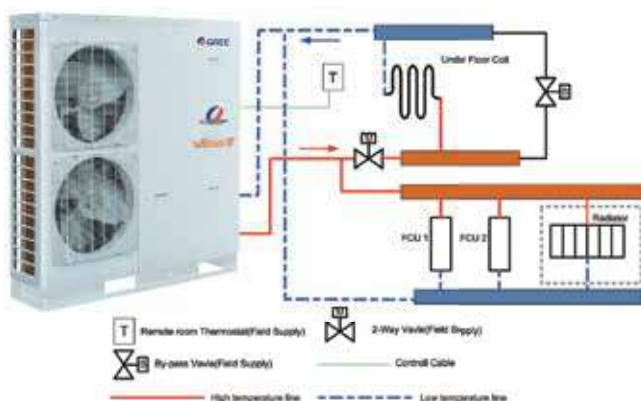 GREE
Under Floor Coil
T
Radiator
FCU 1
FCU 2
T
Remote room Thermostat(Field Supply)
2-Way Vavle(Field Supply)
By-pass Vavle(Field Supply)
Controll Cable
High temperature line
Low temperature line